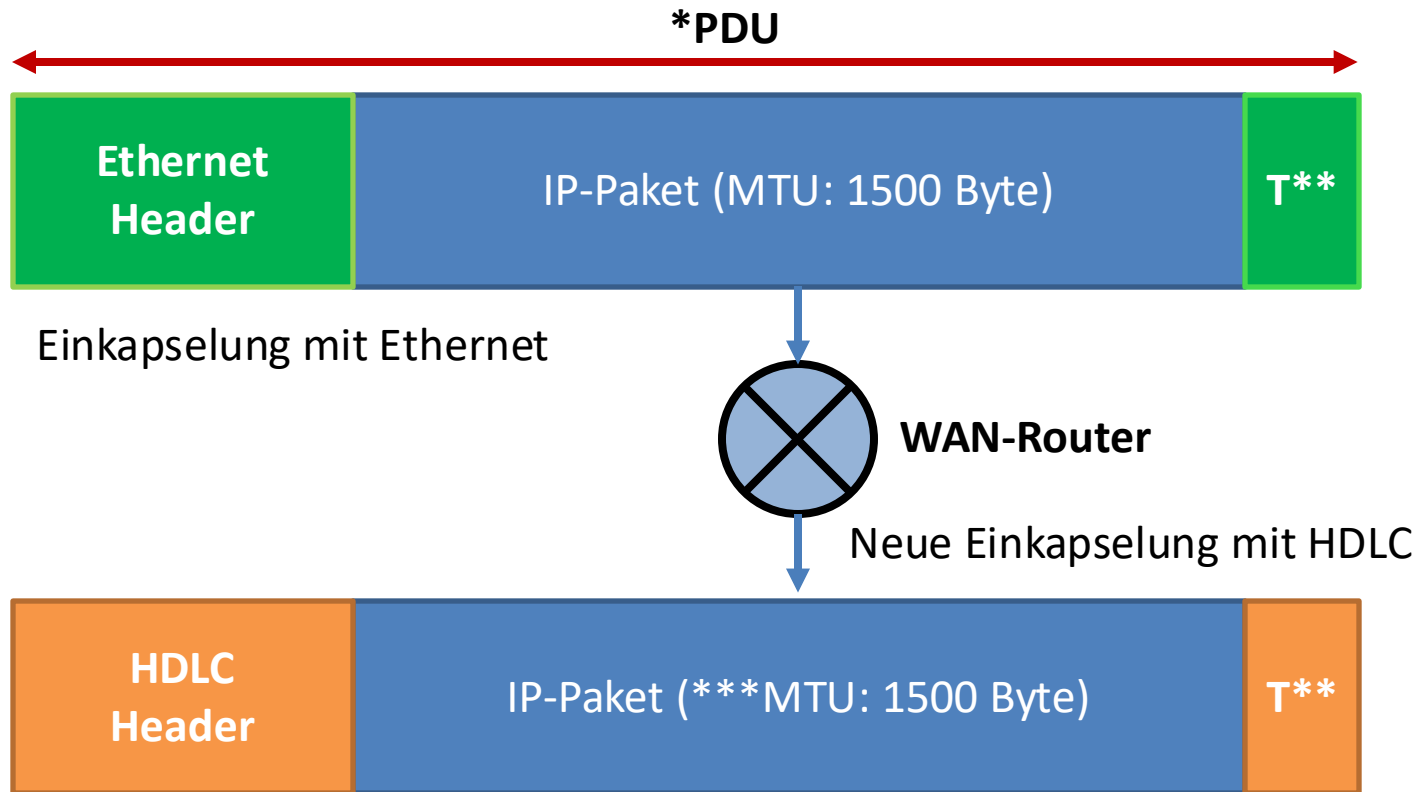 *PDU
Ethernet
Header
IP-Paket (MTU: 1500 Byte)
T**
Einkapselung mit Ethernet
WAN-Router
Neue Einkapselung mit HDLC
HDLC
Header
IP-Paket (***MTU: 1500 Byte)
T**